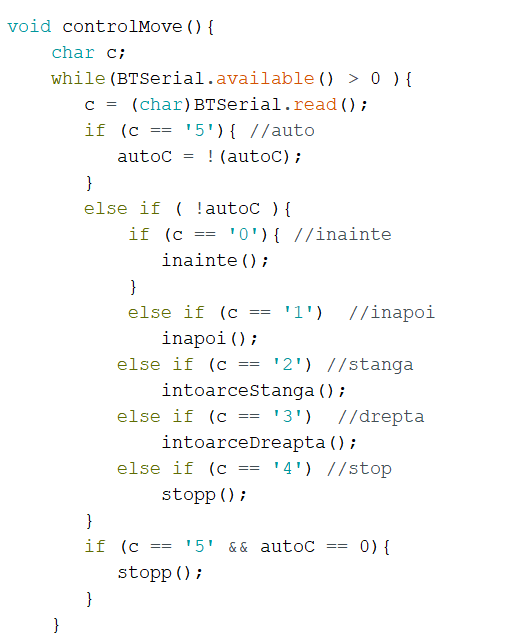 void controlMove(){
    char c;
    while(BTSerial.available() > 0 ){
       c = (char)BTSerial.read();
       if (c == '5'){ //auto
          autoC = !(autoC);
       }
       else if ( !autoC ){
           if (c == '0'){ //inainte
              inainte();
           }
           else if (c == '1')  //inapoi
              inapoi();
          else if (c == '2') //stanga
              intoarceStanga();
          else if (c == '3')  //drepta
              intoarceDreapta();
          else if (c == '4') //stop
              stopp();
       }
       if (c == '5' && autoC == 0){
          stopp();
       }
    }